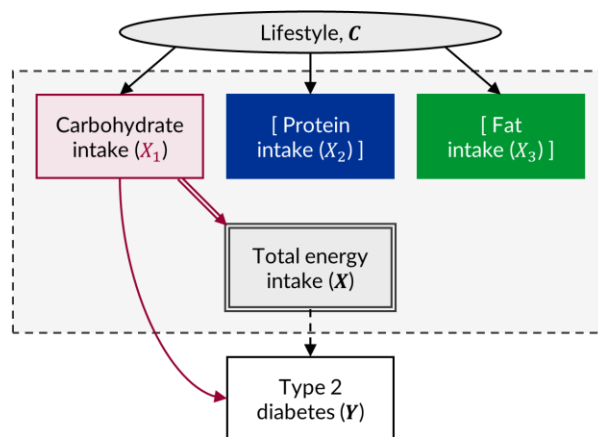 Lifestyle, C
Carbohydrate
intake (X₁)
[ Protein
intake (X₂) ]
[ Fat
intake (X₃) ]
Total energy
intake (X)
Type 2
diabetes (Y)